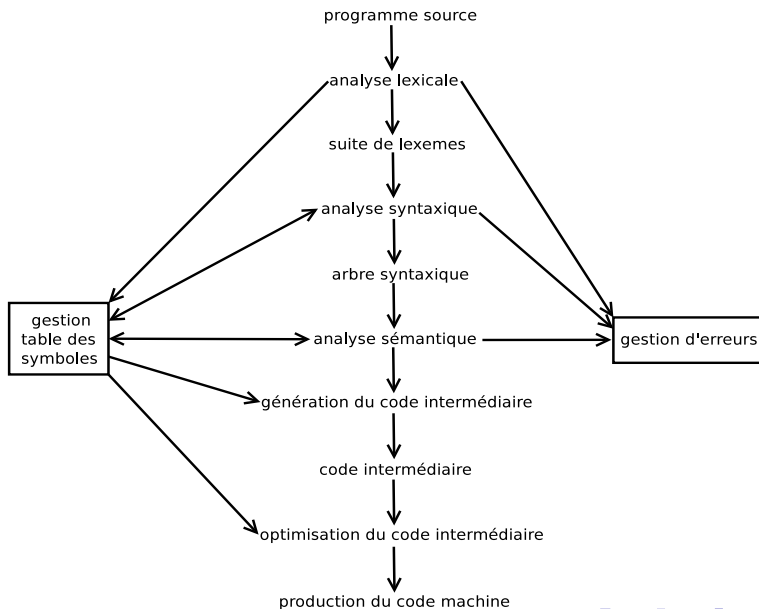 programme source
analyse lexicale
suite de lexemes
analyse syntaxique
arbre syntaxique
gestion
table des
symboles
analyse sémantique
gestion d'erreurs
génération du code intermédiaire
code intermédiaire
optimisation du code intermédiaire
production du code machine